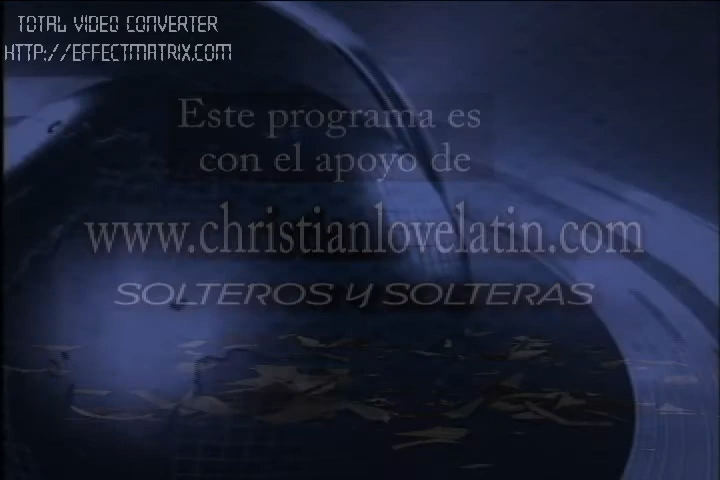 TOTAL VIDEO CONVERTER
HTTP://EFFECTMATRIX.COM
Este programa es
con el apoyo de
www.christianlovelatin.com
SOLTEROS y SOLTERAS